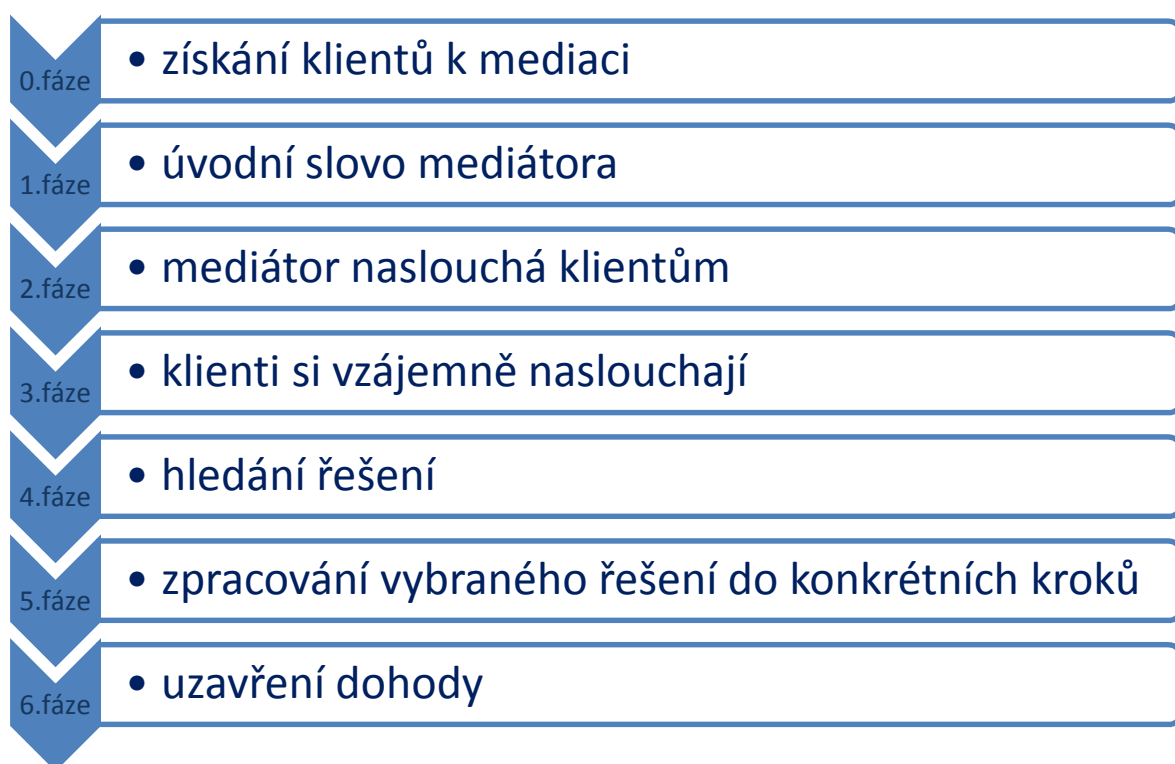 0.fáze
• získání klientů k mediaci
1.fáze
• úvodní slovo mediátora
2.fáze
• mediátor naslouchá klientům
3.fáze
• klienti si vzájemně naslouchají
4.fáze
• hledání řešení
5.fáze
• zpracování vybraného řešení do konkrétních kroků
6.fáze
• uzavření dohody